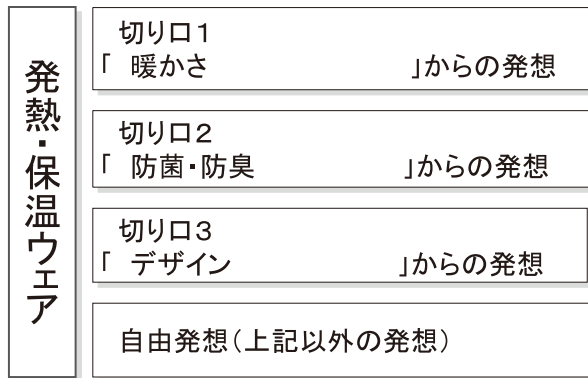 発熱・保温ウェア
切り口1
「 暖かさ 」からの発想
切り口2
「 防菌・防臭 」からの発想
切り口3
「 デザイン 」からの発想
自由発想（上記以外の発想）